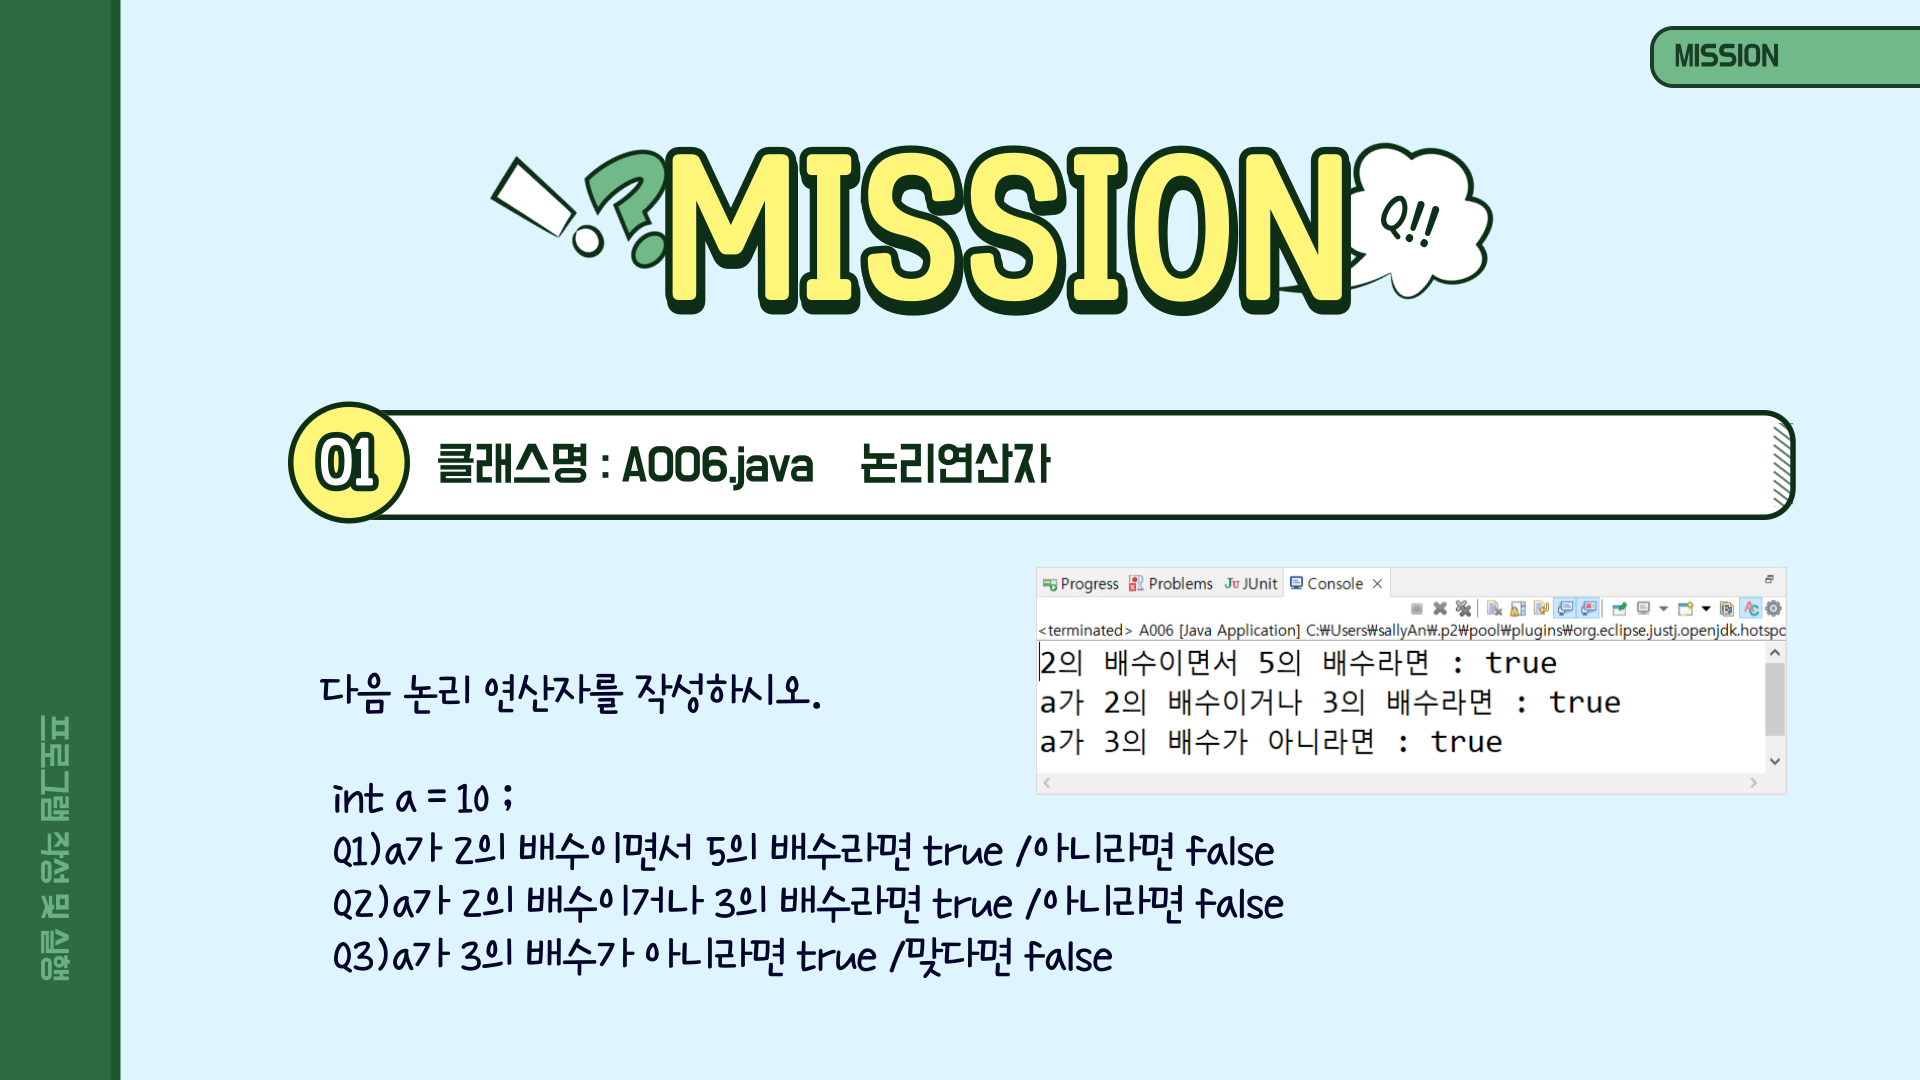 MISSION
MISSION
Q!!
01
클래스명 : A006.java 논리연산자
Progress Problems JUnit Console
<terminated> A006 [Java Application] C:₩Users₩sallyAn₩.p2₩pool₩plugins₩org.eclipse.justj.openjdk.hotspo
2의 배수이면서 5의 배수라면 : true
a가 2의 배수이거나 3의 배수라면 : true
a가 3의 배수가 아니라면 : true
다음 논리 연산자를 작성하시오.
int a = 10 ;
Q1)a가 2의 배수이면서 5의 배수라면 true /아니라면 false
Q2)a가 2의 배수이거나 3의 배수라면 true /아니라면 false
Q3)a가 3의 배수가 아니라면 true /맞다면 false
프로그램 작성 및 실행